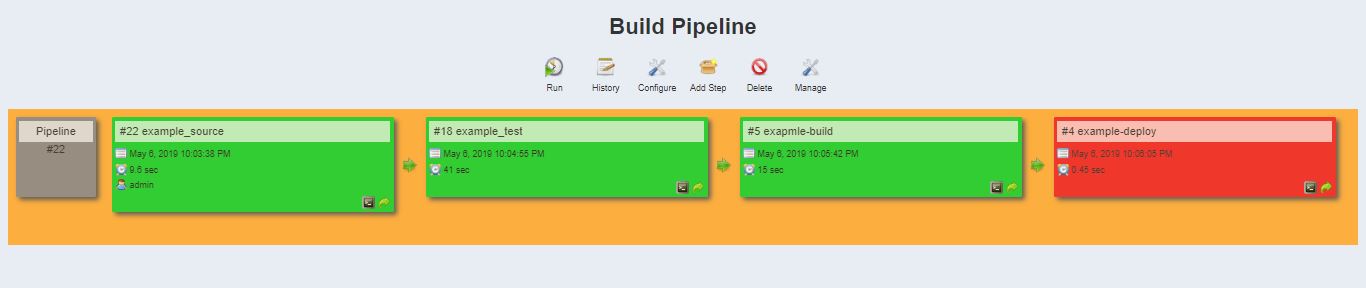 Build Pipeline
Run History Configure Add Step Delete Manage
Pipeline
#22
#22 example_source
May 6, 2019 10:03:38 PM
9.6 sec
admin
#18 example_test
May 6, 2019 10:04:55 PM
41 sec
#5 exapmle-build
May 6, 2019 10:05:42 PM
15 sec
#4 example-deploy
May 6, 2019 10:06:05 PM
0.45 sec